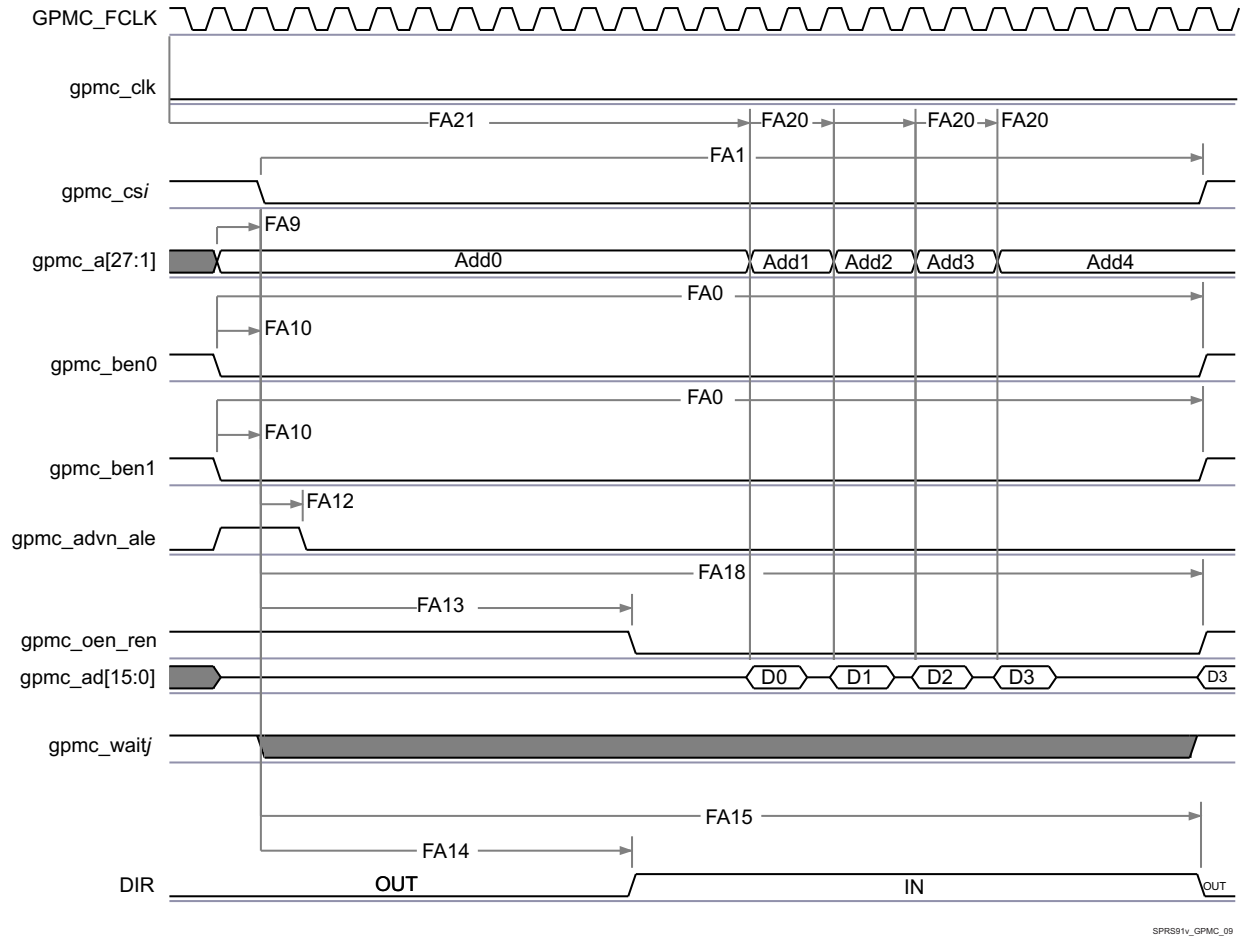 GPMC_FCLK
gpmc_clk
FA21 FA20 FA20 FA20
FA1
gpmc_csi
FA9
gpmc_a[27:1] Add0 Add1 Add2 Add3 Add4
FA0
FA10
gpmc_ben0
FA0
FA10
gpmc_ben1
FA12
gpmc_advn_ale
FA18
FA13
gpmc_oen_ren
gpmc_ad[15:0] D0 D1 D2 D3 D3
gpmc_waitj
FA15
FA14
DIR OUT IN OUT
SPRS91v_GPMC_09